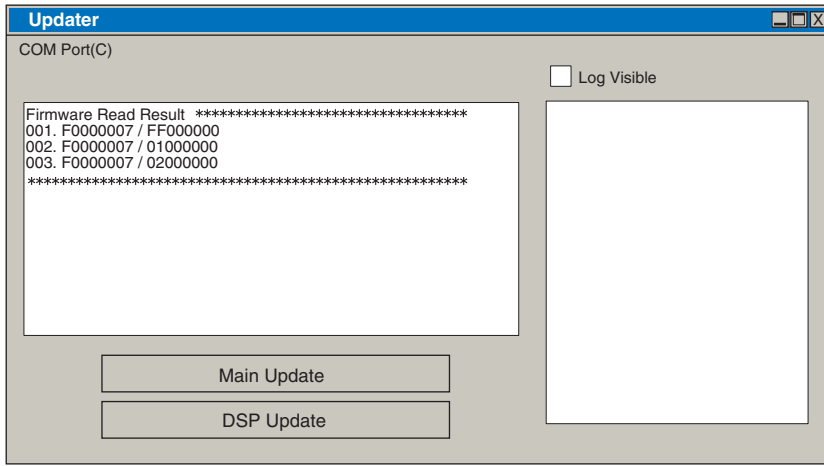 Updater
COM Port(C)
Log Visible
Firmware Read Result **********************************
001. F0000007 / FF000000
002. F0000007 / 01000000
003. F0000007 / 02000000
*******************************************************
Main Update
DSP Update